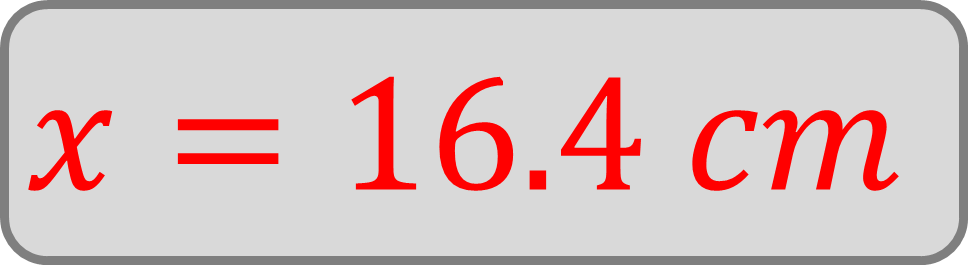 x = 16.4 cm